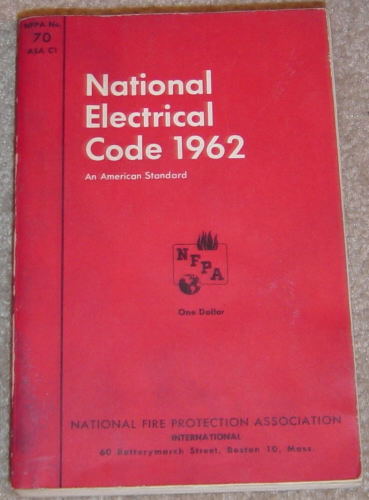 NFPA No.
70
ASA C1
National
Electrical
Code 1962
An American Standard
NFPA
One Dollar
NATIONAL FIRE PROTECTION ASSOCIATION
INTERNATIONAL
60 Batterymarch Street, Boston 10, Mass.